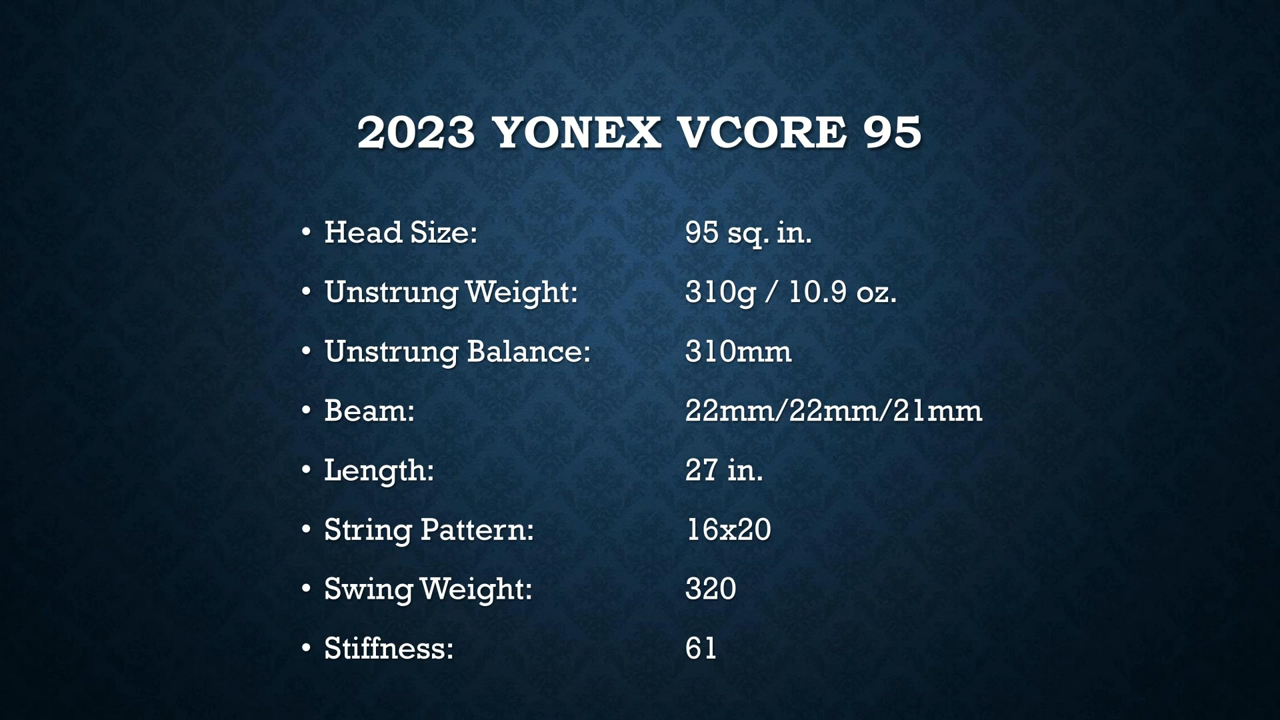 2023 YONEX VCORE 95
• Head Size: 95 sq. in.
• Unstrung Weight: 310g / 10.9 oz.
• Unstrung Balance: 310mm
• Beam: 22mm/22mm/21mm
• Length: 27 in.
• String Pattern: 16x20
• Swing Weight: 320
• Stiffness: 61